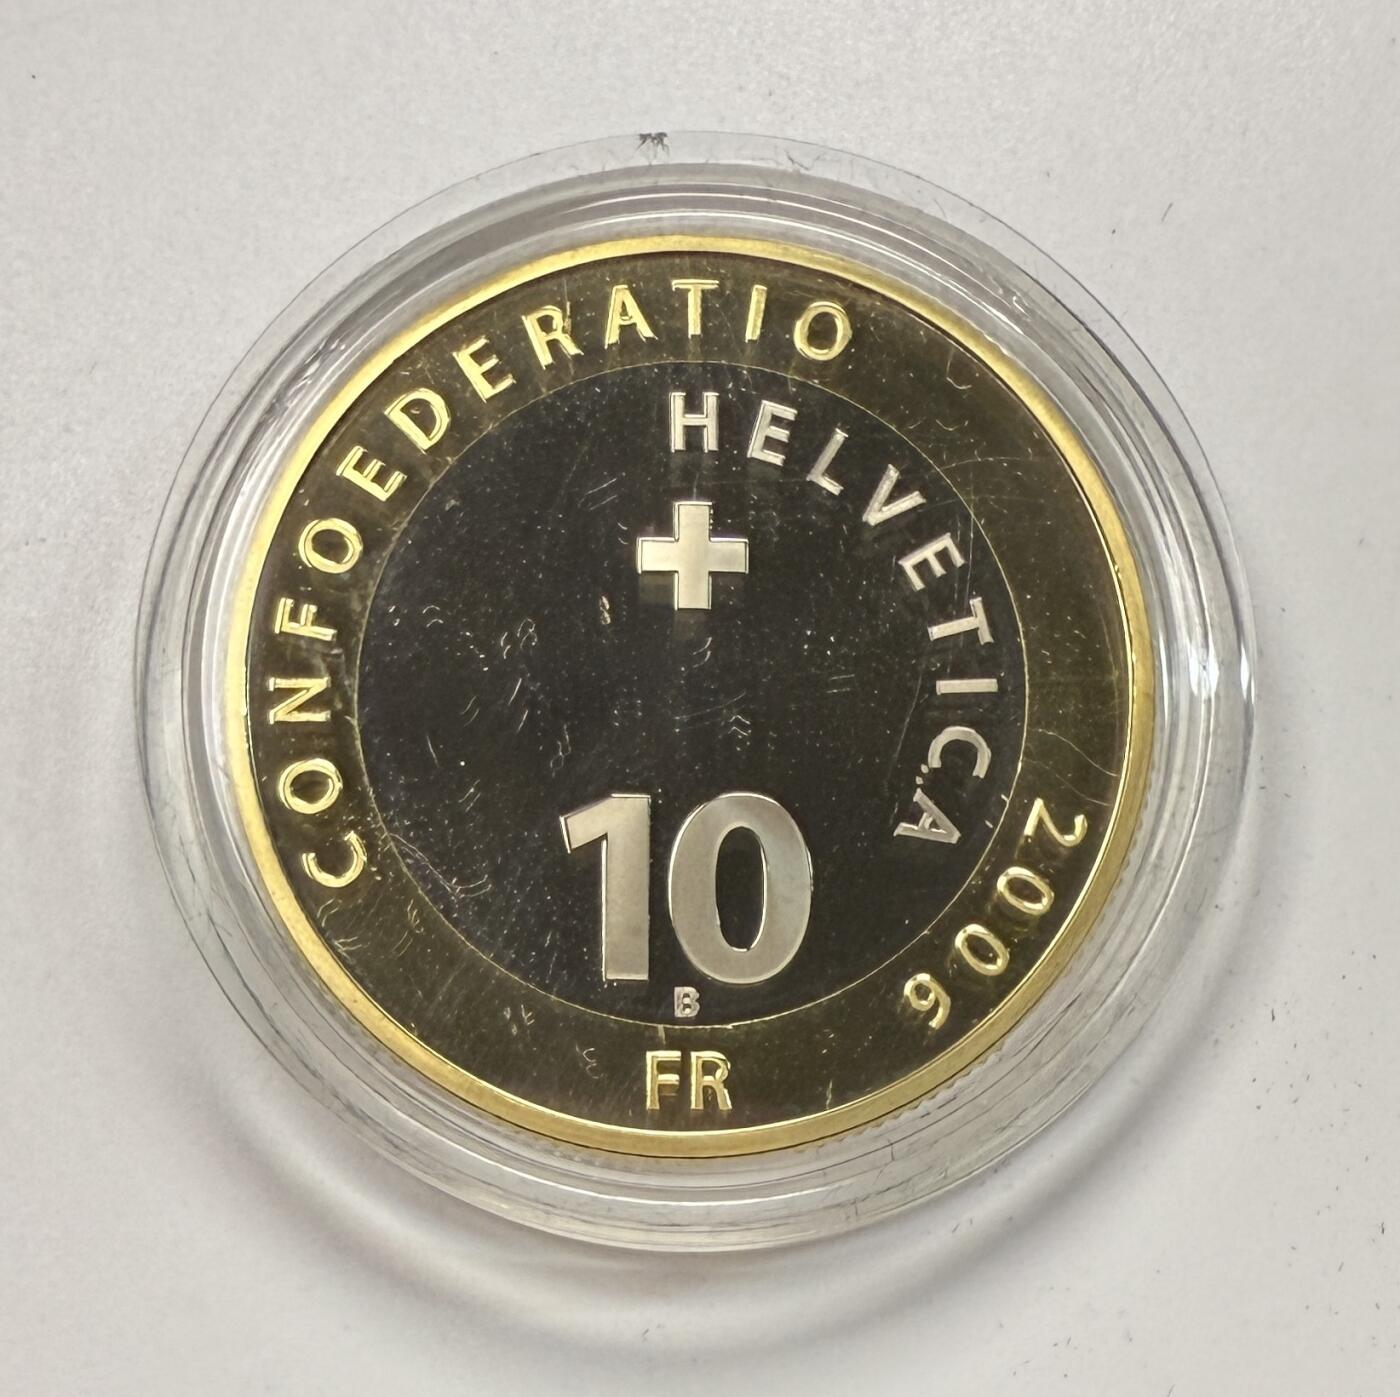 CONFOEDERATIO
HELVETICA
2006
10
B
FR